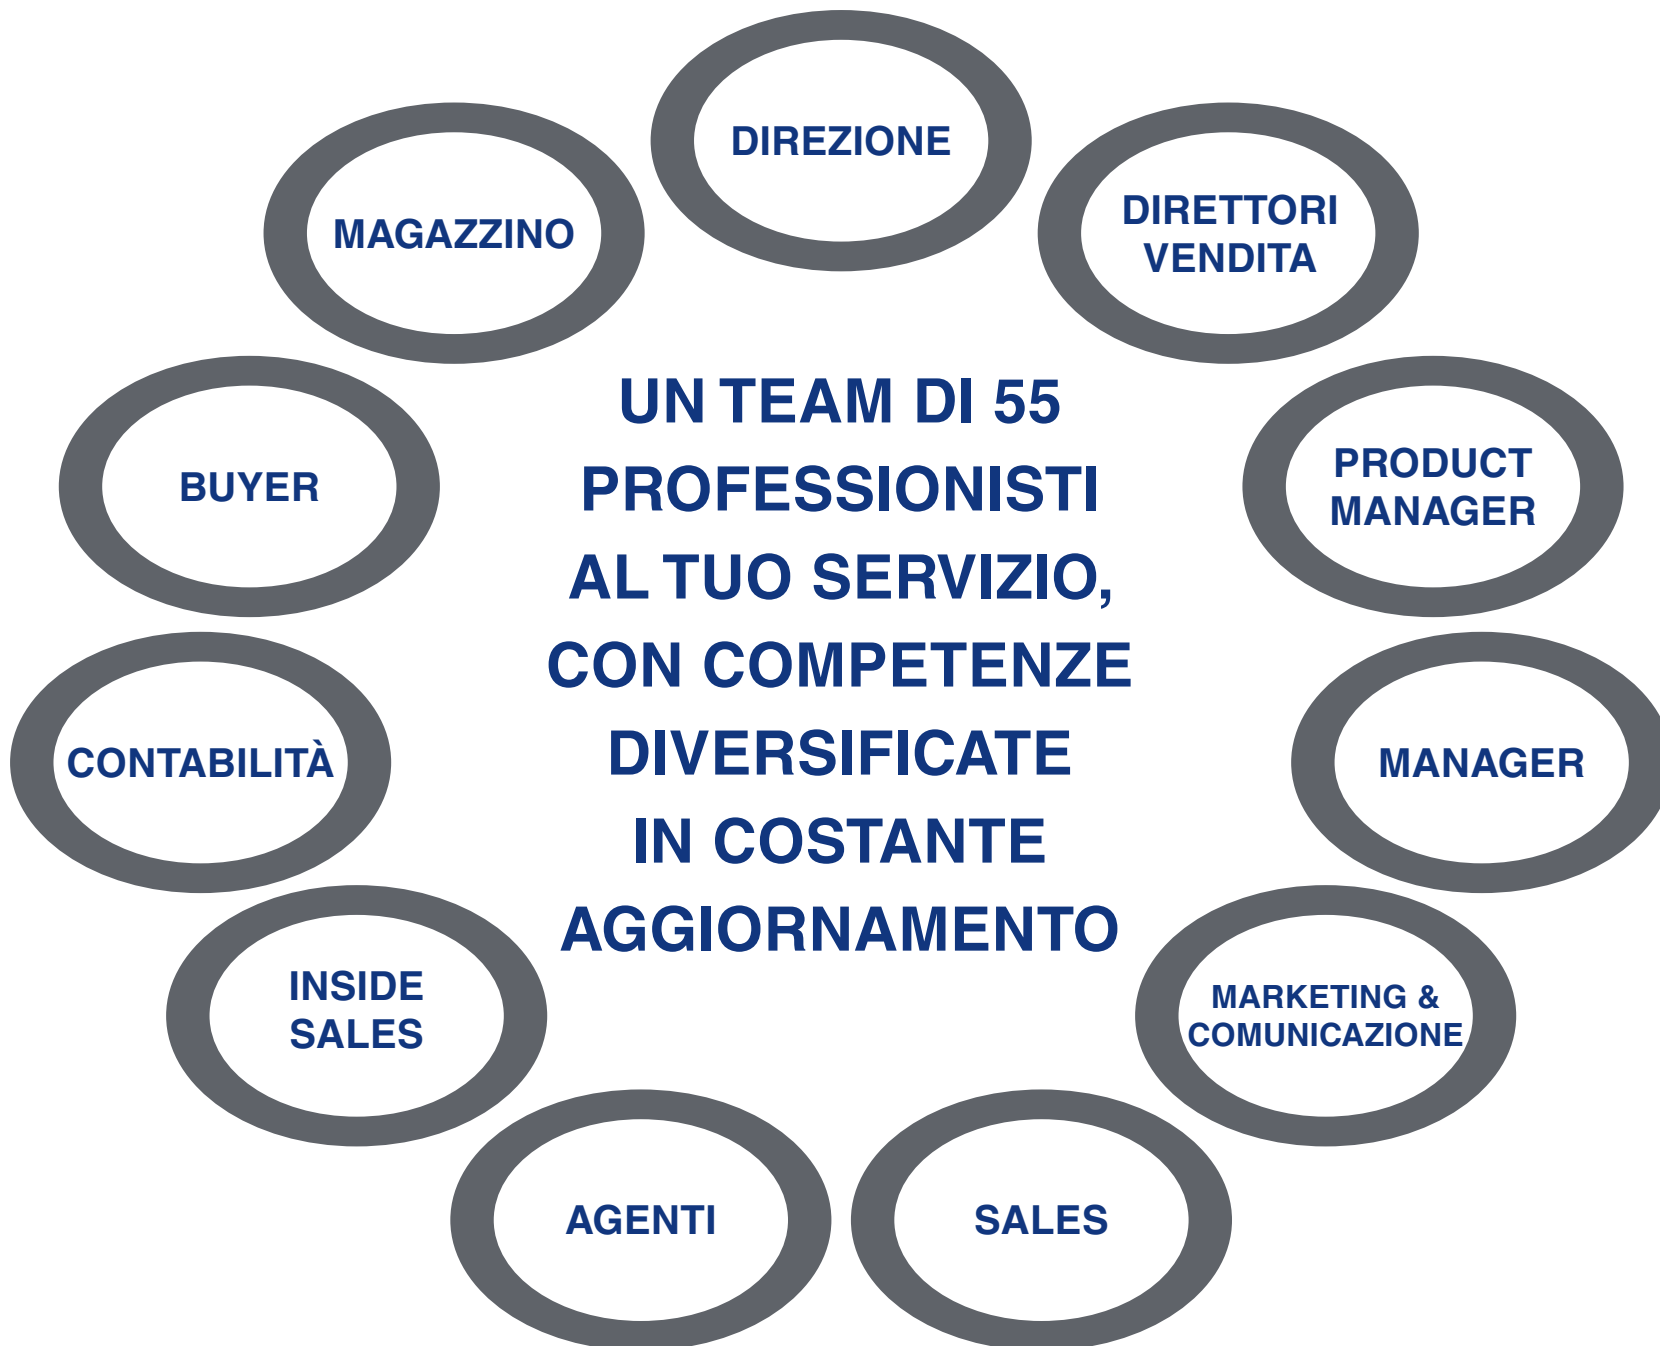 DIREZIONE
DIRETTORI
VENDITA
PRODUCT
MANAGER
MANAGER
MARKETING &
COMUNICAZIONE
SALES
AGENTI
INSIDE
SALES
CONTABILITÀ
BUYER
MAGAZZINO
UN TEAM DI 55
PROFESSIONISTI
AL TUO SERVIZIO,
CON COMPETENZE
DIVERSIFICATE
IN COSTANTE
AGGIORNAMENTO